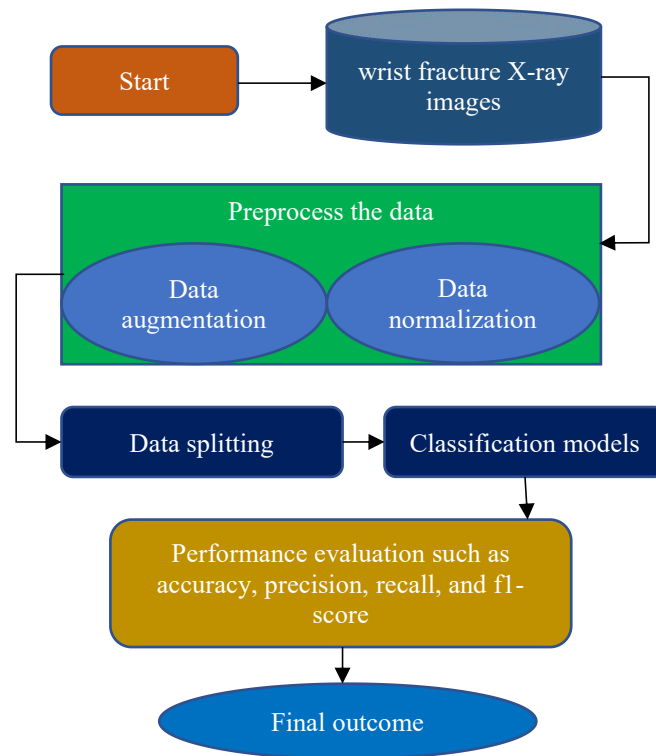 Start
wrist fracture X-ray
images
Preprocess the data
Data
augmentation
Data
normalization
Data splitting
Classification models
Performance evaluation such as
accuracy, precision, recall, and f1-
score
Final outcome